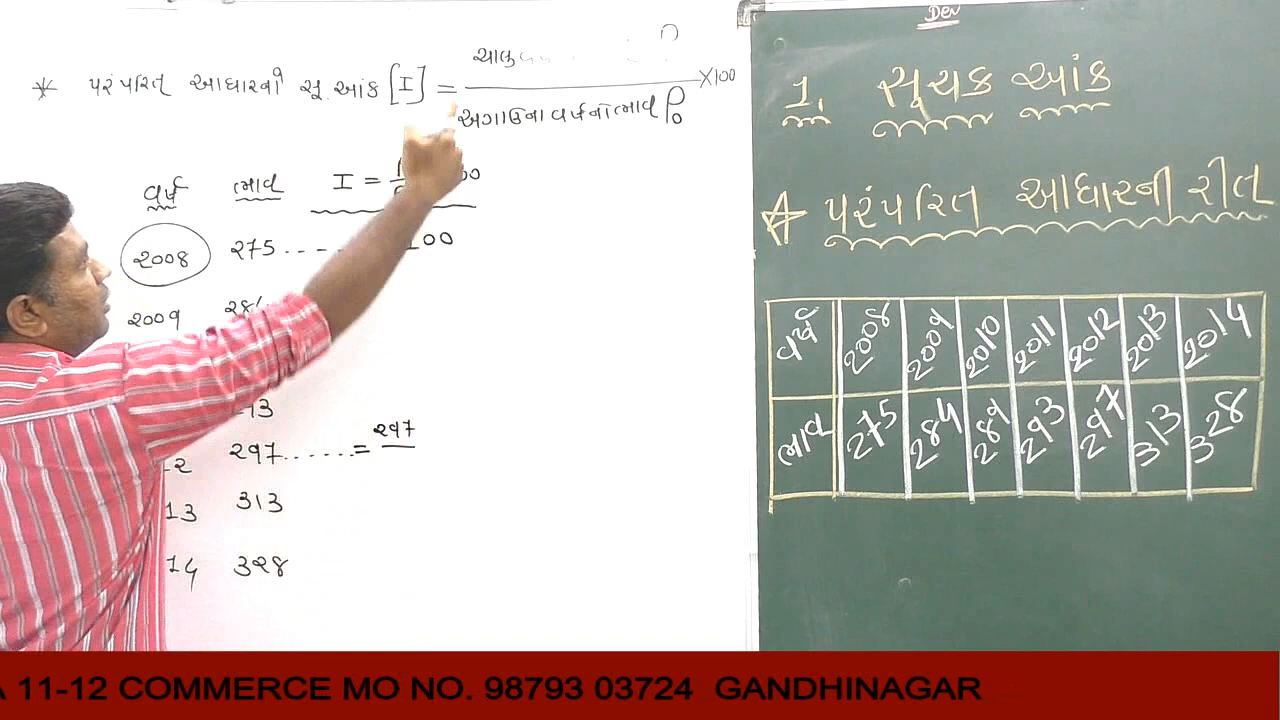 * પરંપરિત આધારની સૂ. આંક [I] = ચાલુ
અગાઉના વર્ષનો ભાવ P₀ ×100
વર્ષ ભાવ I =
2008 275 ..--- 100
2009 284
297 ...... = 297
13 313
14 328
Dev
1. સૂચક આંક
☆ પરંપરિત આધારની રીત
વર્ષ 2008 2009 2010 2011 2012 2013 2014
ભાવ 275 284 289 293 297 313 328
11-12 COMMERCE MO NO. 98793 03724 GANDHINAGAR